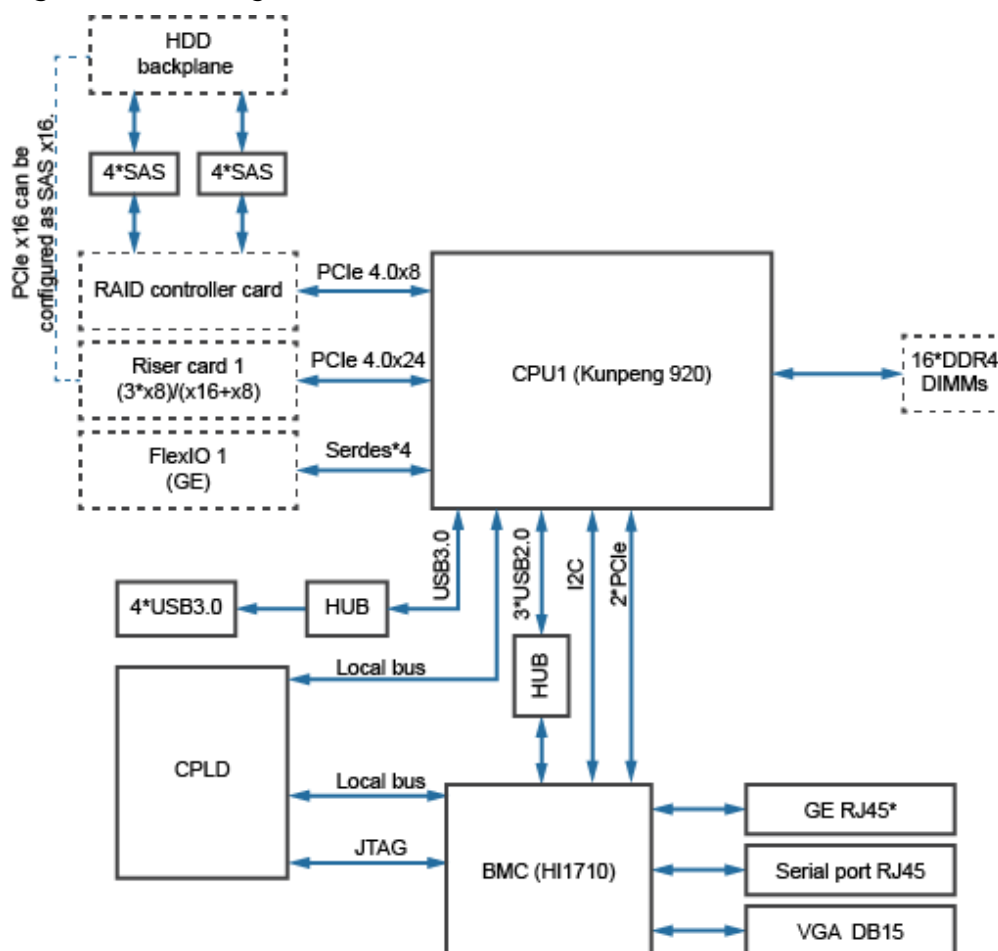 HDD
backplane
PCIe x16 can be
configured as SAS x16.
4*SAS
4*SAS
RAID controller card
PCIe 4.0x8
Riser card 1
(3*x8)/(x16+x8)
PCIe 4.0x24
CPU1 (Kunpeng 920)
16*DDR4
DIMMs
FlexIO 1
(GE)
Serdes*4
USB3.0
3*USB2.0
I2C
2*PCIe
4*USB3.0
HUB
HUB
Local bus
CPLD
Local bus
JTAG
BMC (HI1710)
GE RJ45*
Serial port RJ45
VGA DB15